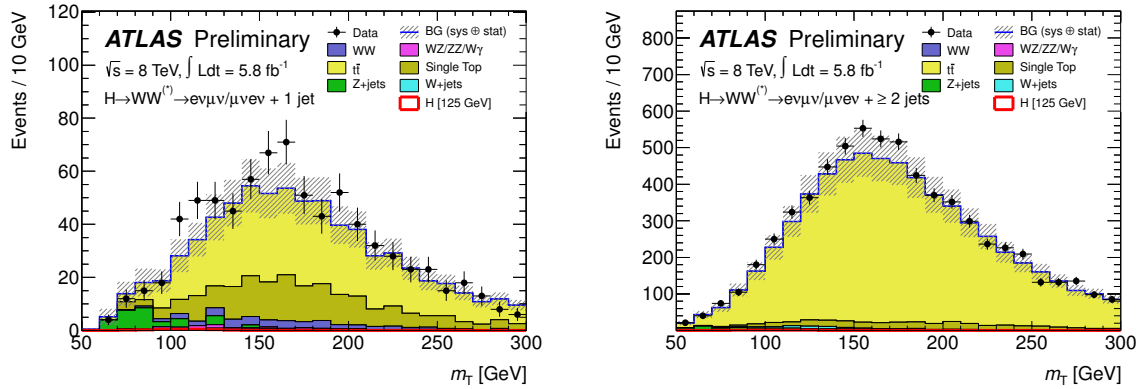 Events / 10 GeV
ATLAS Preliminary
√s = 8 TeV, ∫ Ldt = 5.8 fb⁻¹
H→WW(*)→eνμν/μνeν + 1 jet
Data
BG (sys ⊕ stat)
WW
WZ/ZZ/Wγ
tt̄
Single Top
Z+jets
W+jets
H [125 GeV]
120
100
80
60
40
20
0
50 100 150 200 250 300
m_T [GeV]
Events / 10 GeV
ATLAS Preliminary
√s = 8 TeV, ∫ Ldt = 5.8 fb⁻¹
H→WW(*)→eνμν/μνeν + ≥ 2 jets
Data
BG (sys ⊕ stat)
WW
WZ/ZZ/Wγ
tt̄
Single Top
Z+jets
W+jets
H [125 GeV]
800
700
600
500
400
300
200
100
50 100 150 200 250 300
m_T [GeV]